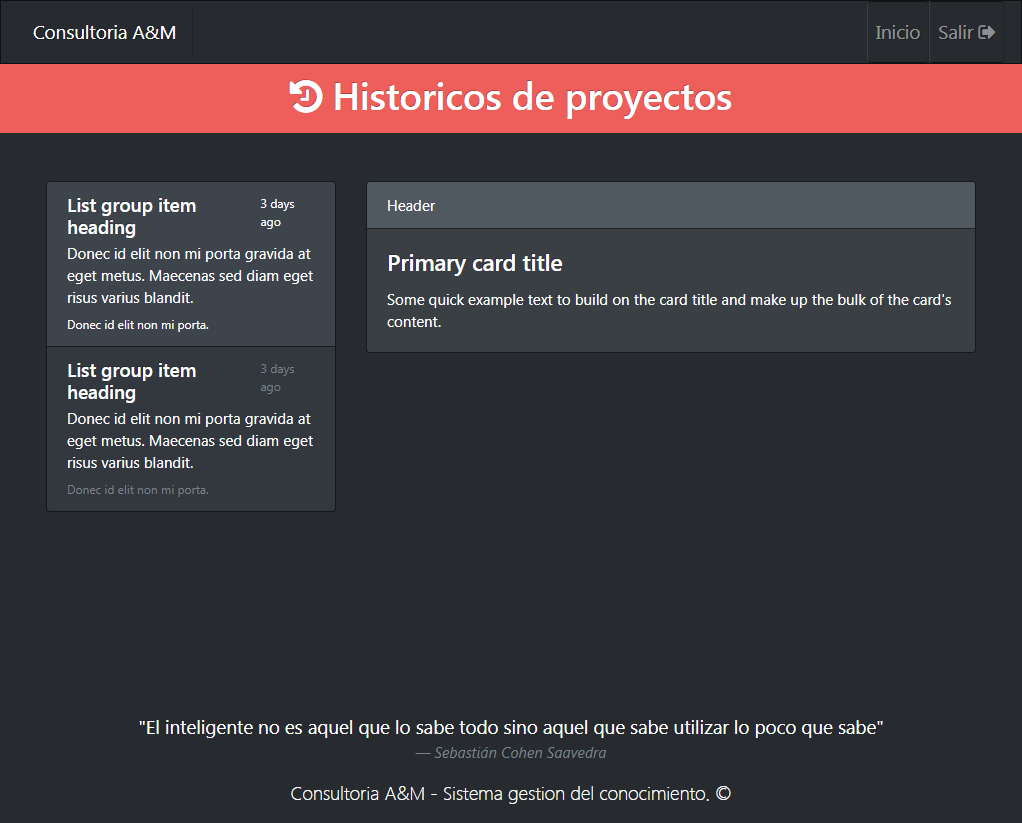 Consultoria A&M
Inicio
Salir
Historicos de proyectos
List group item
heading
3 days
ago
Donec id elit non mi porta gravida at
eget metus. Maecenas sed diam eget
risus varius blandit.
Donec id elit non mi porta.
List group item
heading
3 days
ago
Donec id elit non mi porta gravida at
eget metus. Maecenas sed diam eget
risus varius blandit.
Donec id elit non mi porta.
Header
Primary card title
Some quick example text to build on the card title and make up the bulk of the card's
content.
"El inteligente no es aquel que lo sabe todo sino aquel que sabe utilizar lo poco que sabe"
— Sebastián Cohen Saavedra
Consultoria A&M - Sistema gestion del conocimiento. ©